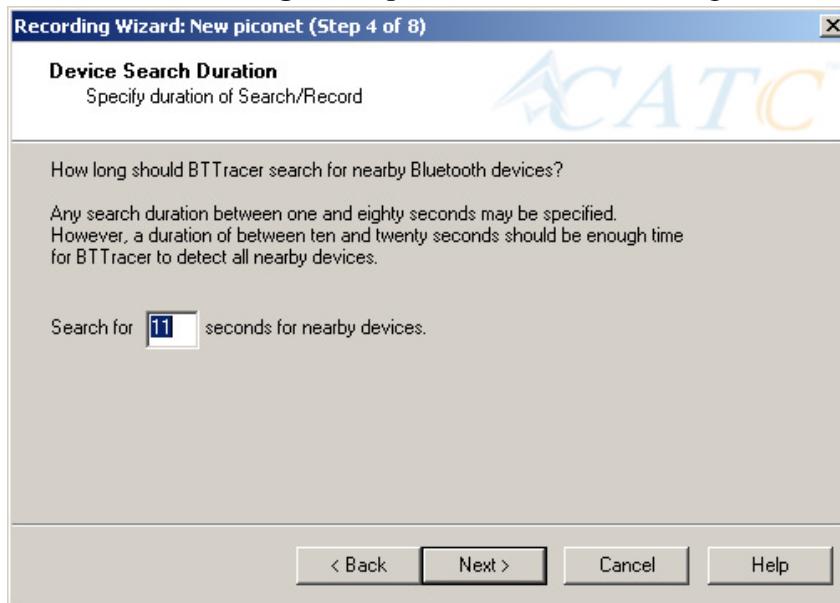 Recording Wizard: New piconet (Step 4 of 8)
Device Search Duration
Specify duration of Search/Record
CATC
How long should BTTracer search for nearby Bluetooth devices?
Any search duration between one and eighty seconds may be specified.
However, a duration of between ten and twenty seconds should be enough time
for BTTracer to detect all nearby devices.
Search for 11 seconds for nearby devices.
< Back Next > Cancel Help